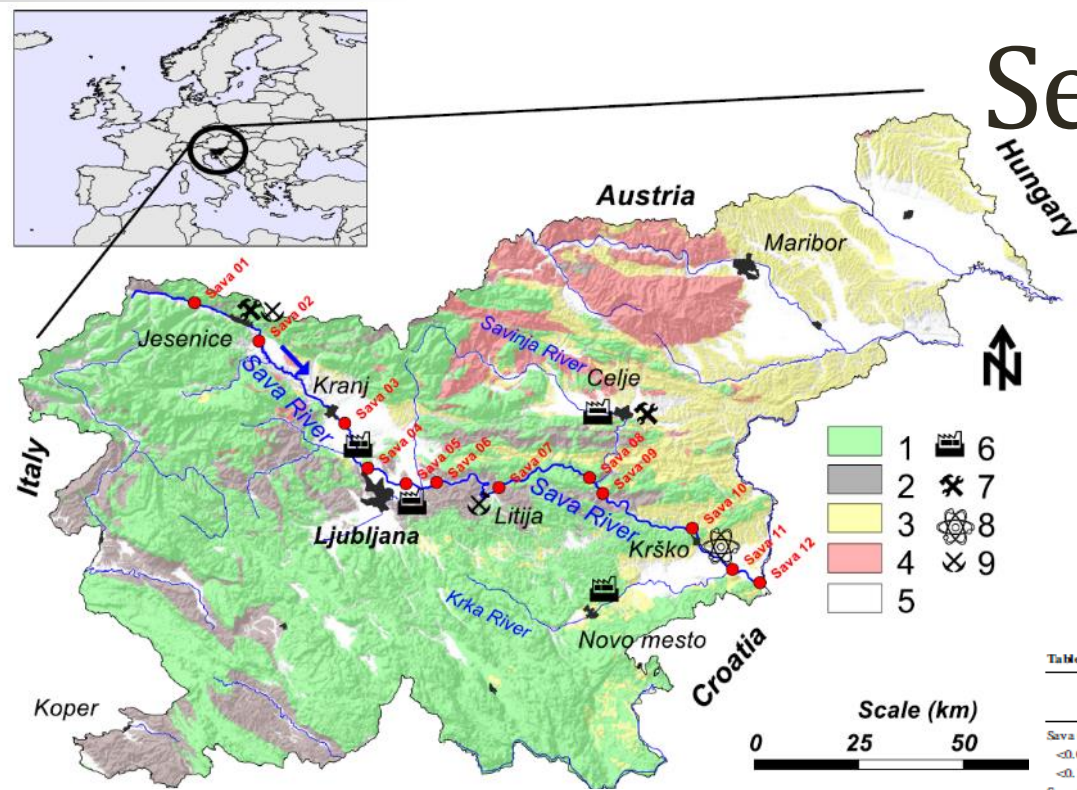 Se
Hungary
Austria
Maribor
Sava 01
Sava 02
Jesenice
Savinja River
Celje
Kranj
Sava River
Sava 03
Italy
Sava 04
Sava 05
Sava 06
Sava 07
Sava 08
Sava 09
Sava River
Sava 10
Ljubljana
Litija
Krško
Sava 11
Sava 12
Krka River
Novo mesto
Croatia
Koper
N
1 6
2 7
3 8
4 9
5
Scale (km)
0 25 50
Table
Sava